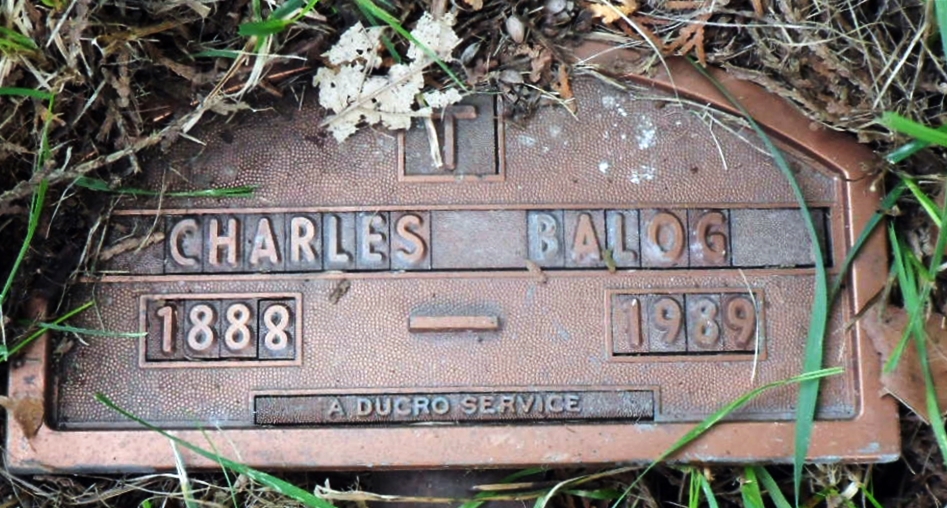 CHARLES BALOG
1888 — 1989
A DUCRO SERVICE